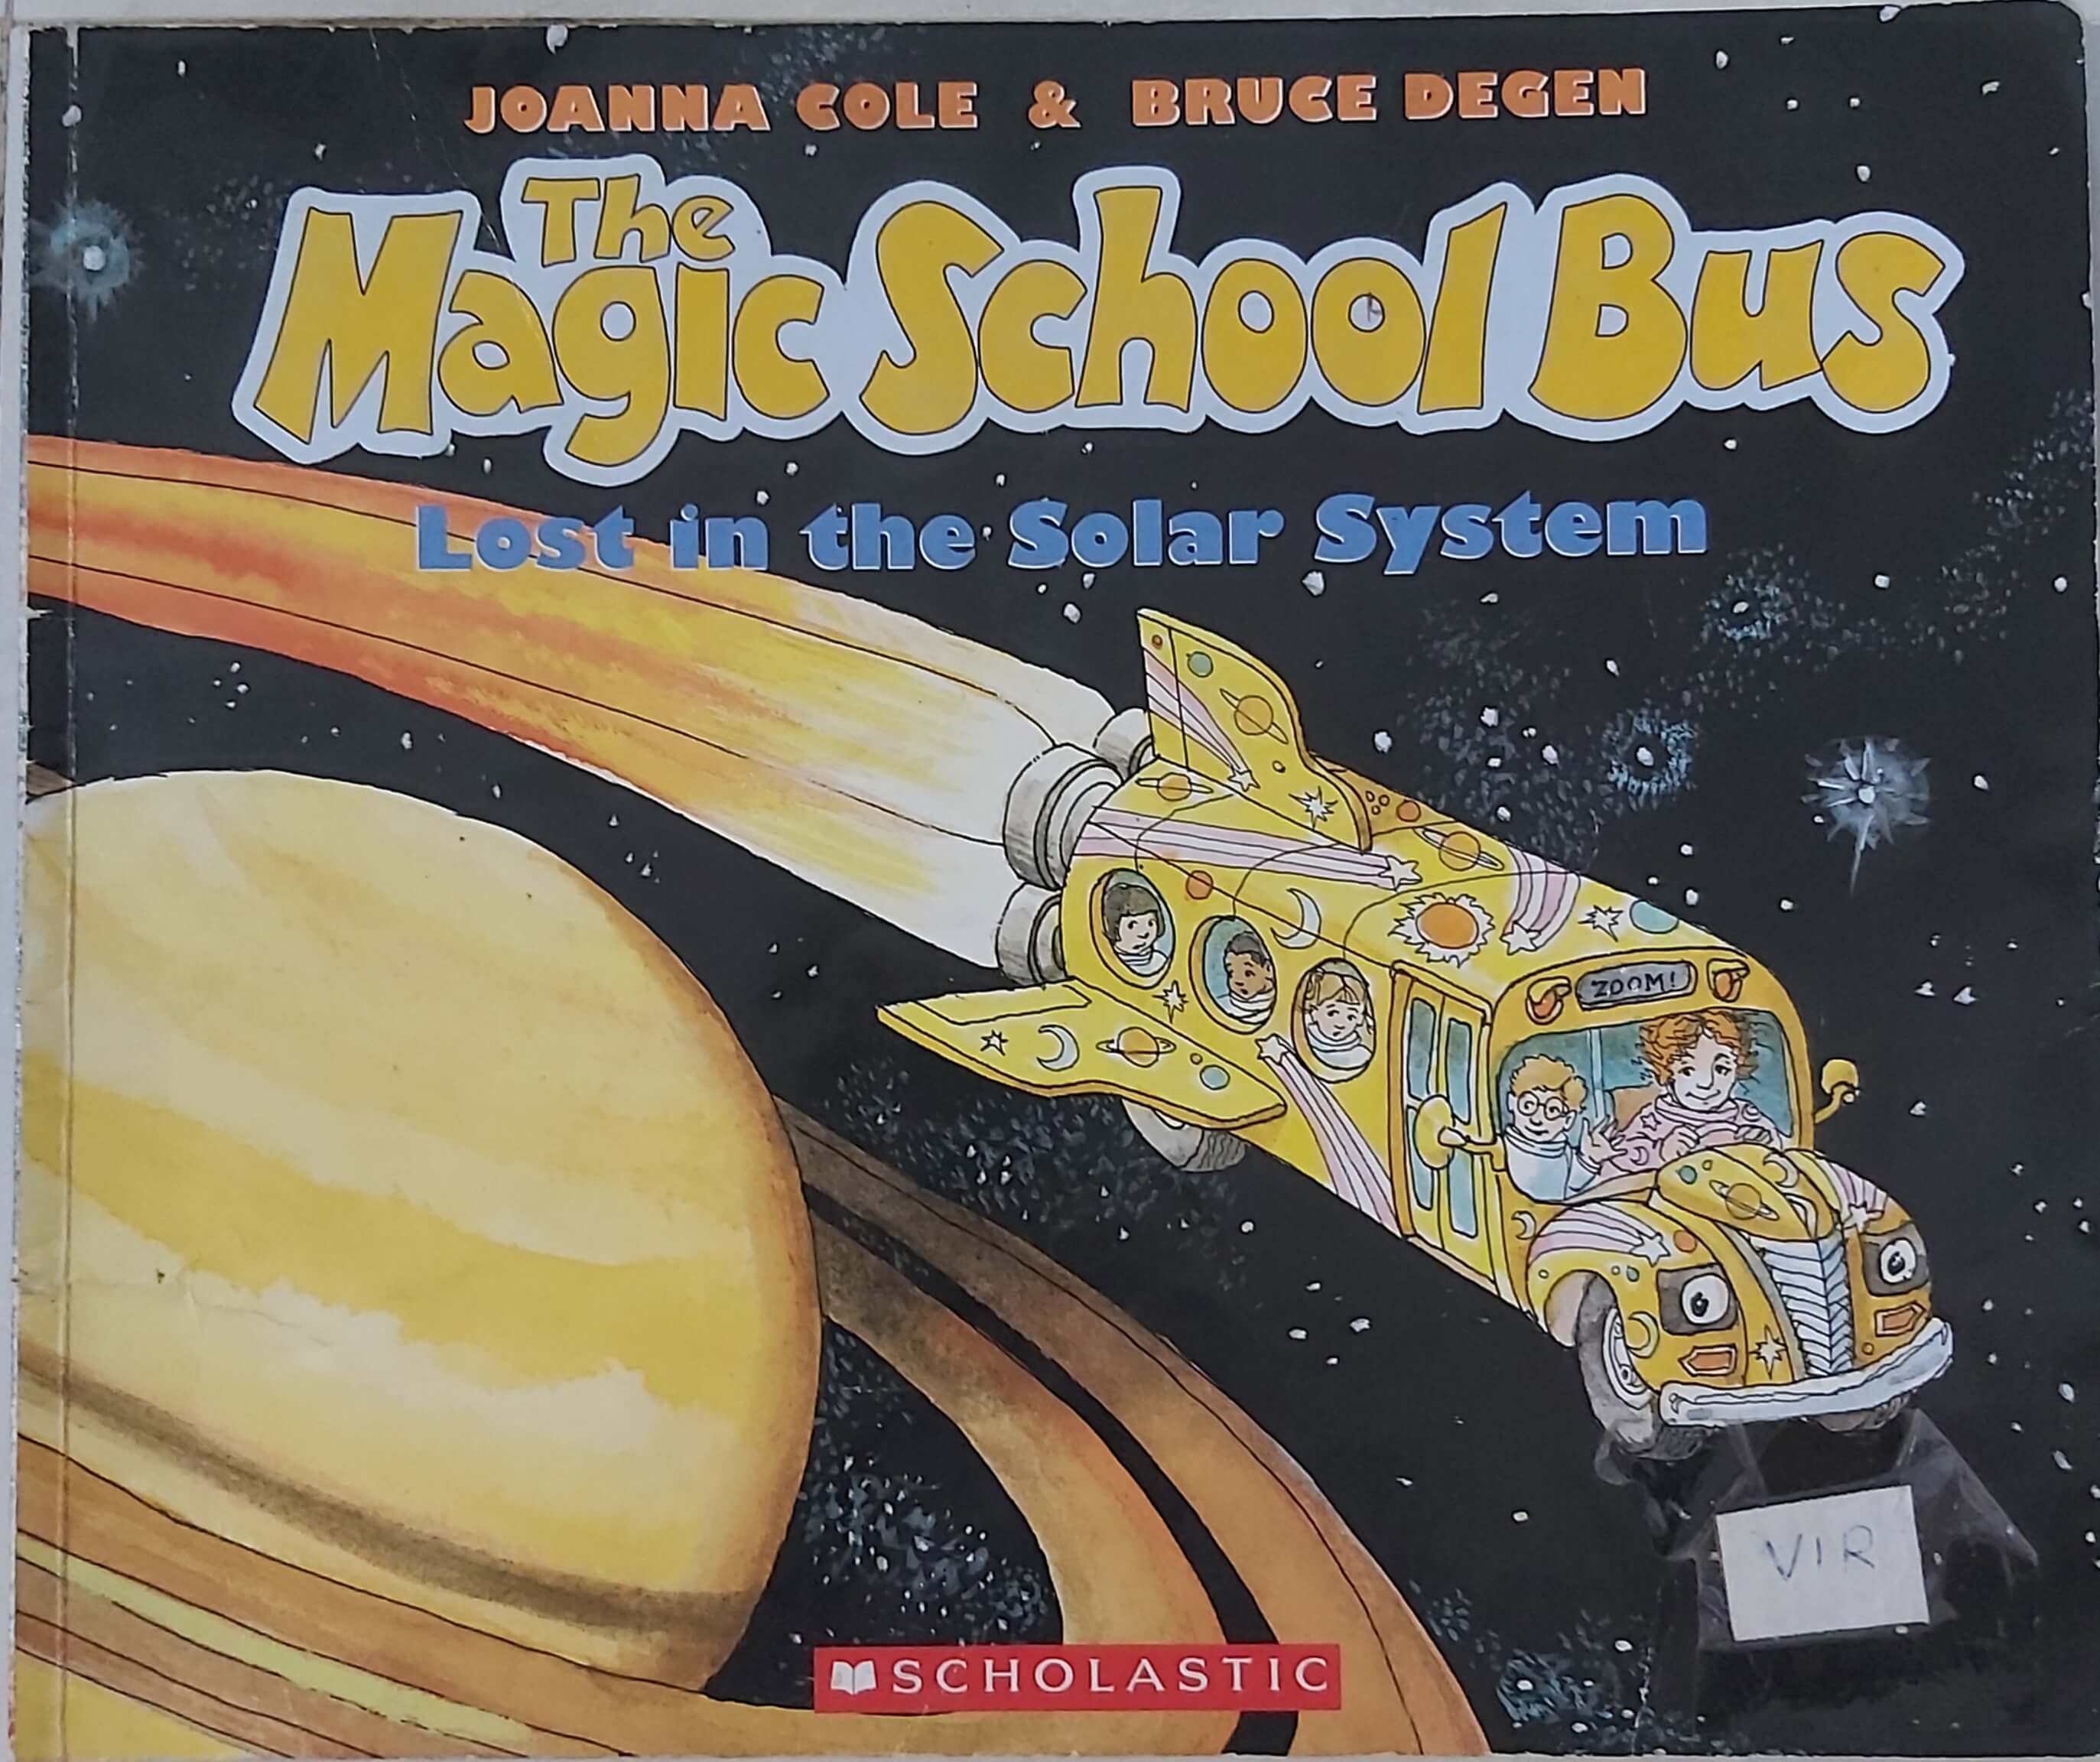 JOANNA COLE & BRUCE DEGEN
The
Magic School Bus
Lost in the Solar System
ZOOM!
VIR
SCHOLASTIC